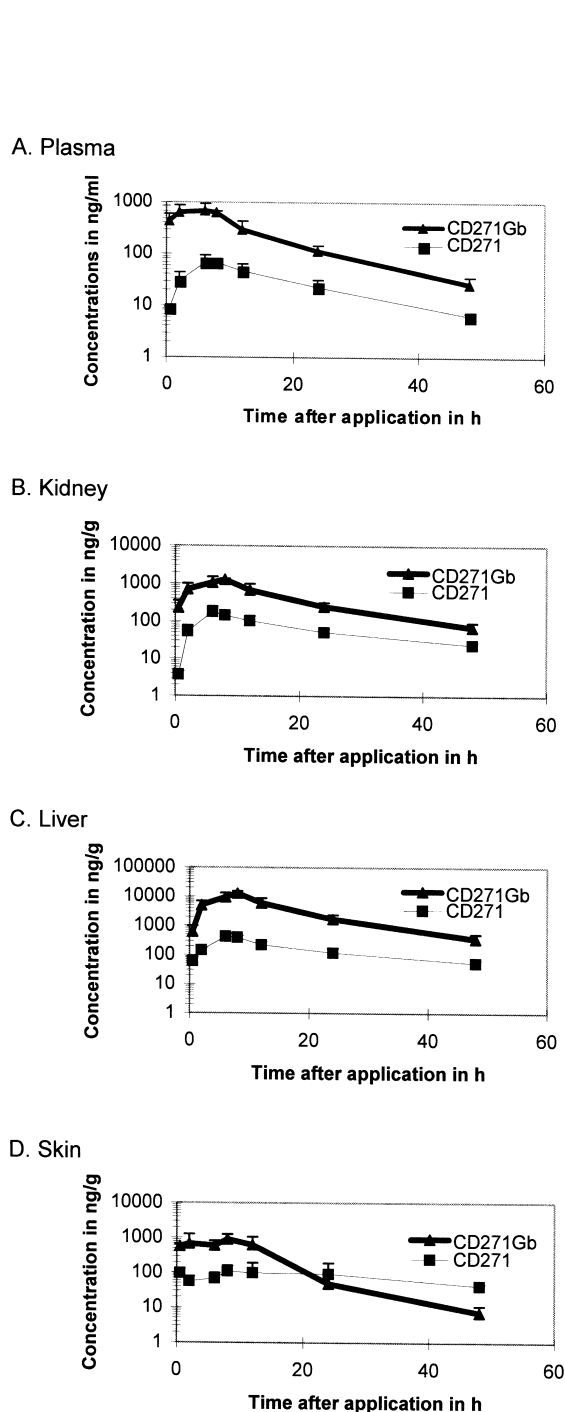 A. Plasma
Concentrations in ng/ml
1000
100
10
1
CD271Gb
CD271
0 20 40 60
Time after application in h
B. Kidney
Concentration in ng/g
10000
1000
100
10
1
CD271Gb
CD271
0 20 40 60
Time after application in h
C. Liver
Concentration in ng/g
100000
10000
1000
100
10
1
CD271Gb
CD271
0 20 40 60
Time after application in h
D. Skin
Concentration in ng/g
10000
1000
100
10
1
CD271Gb
CD271
0 20 40 60
Time after application in h